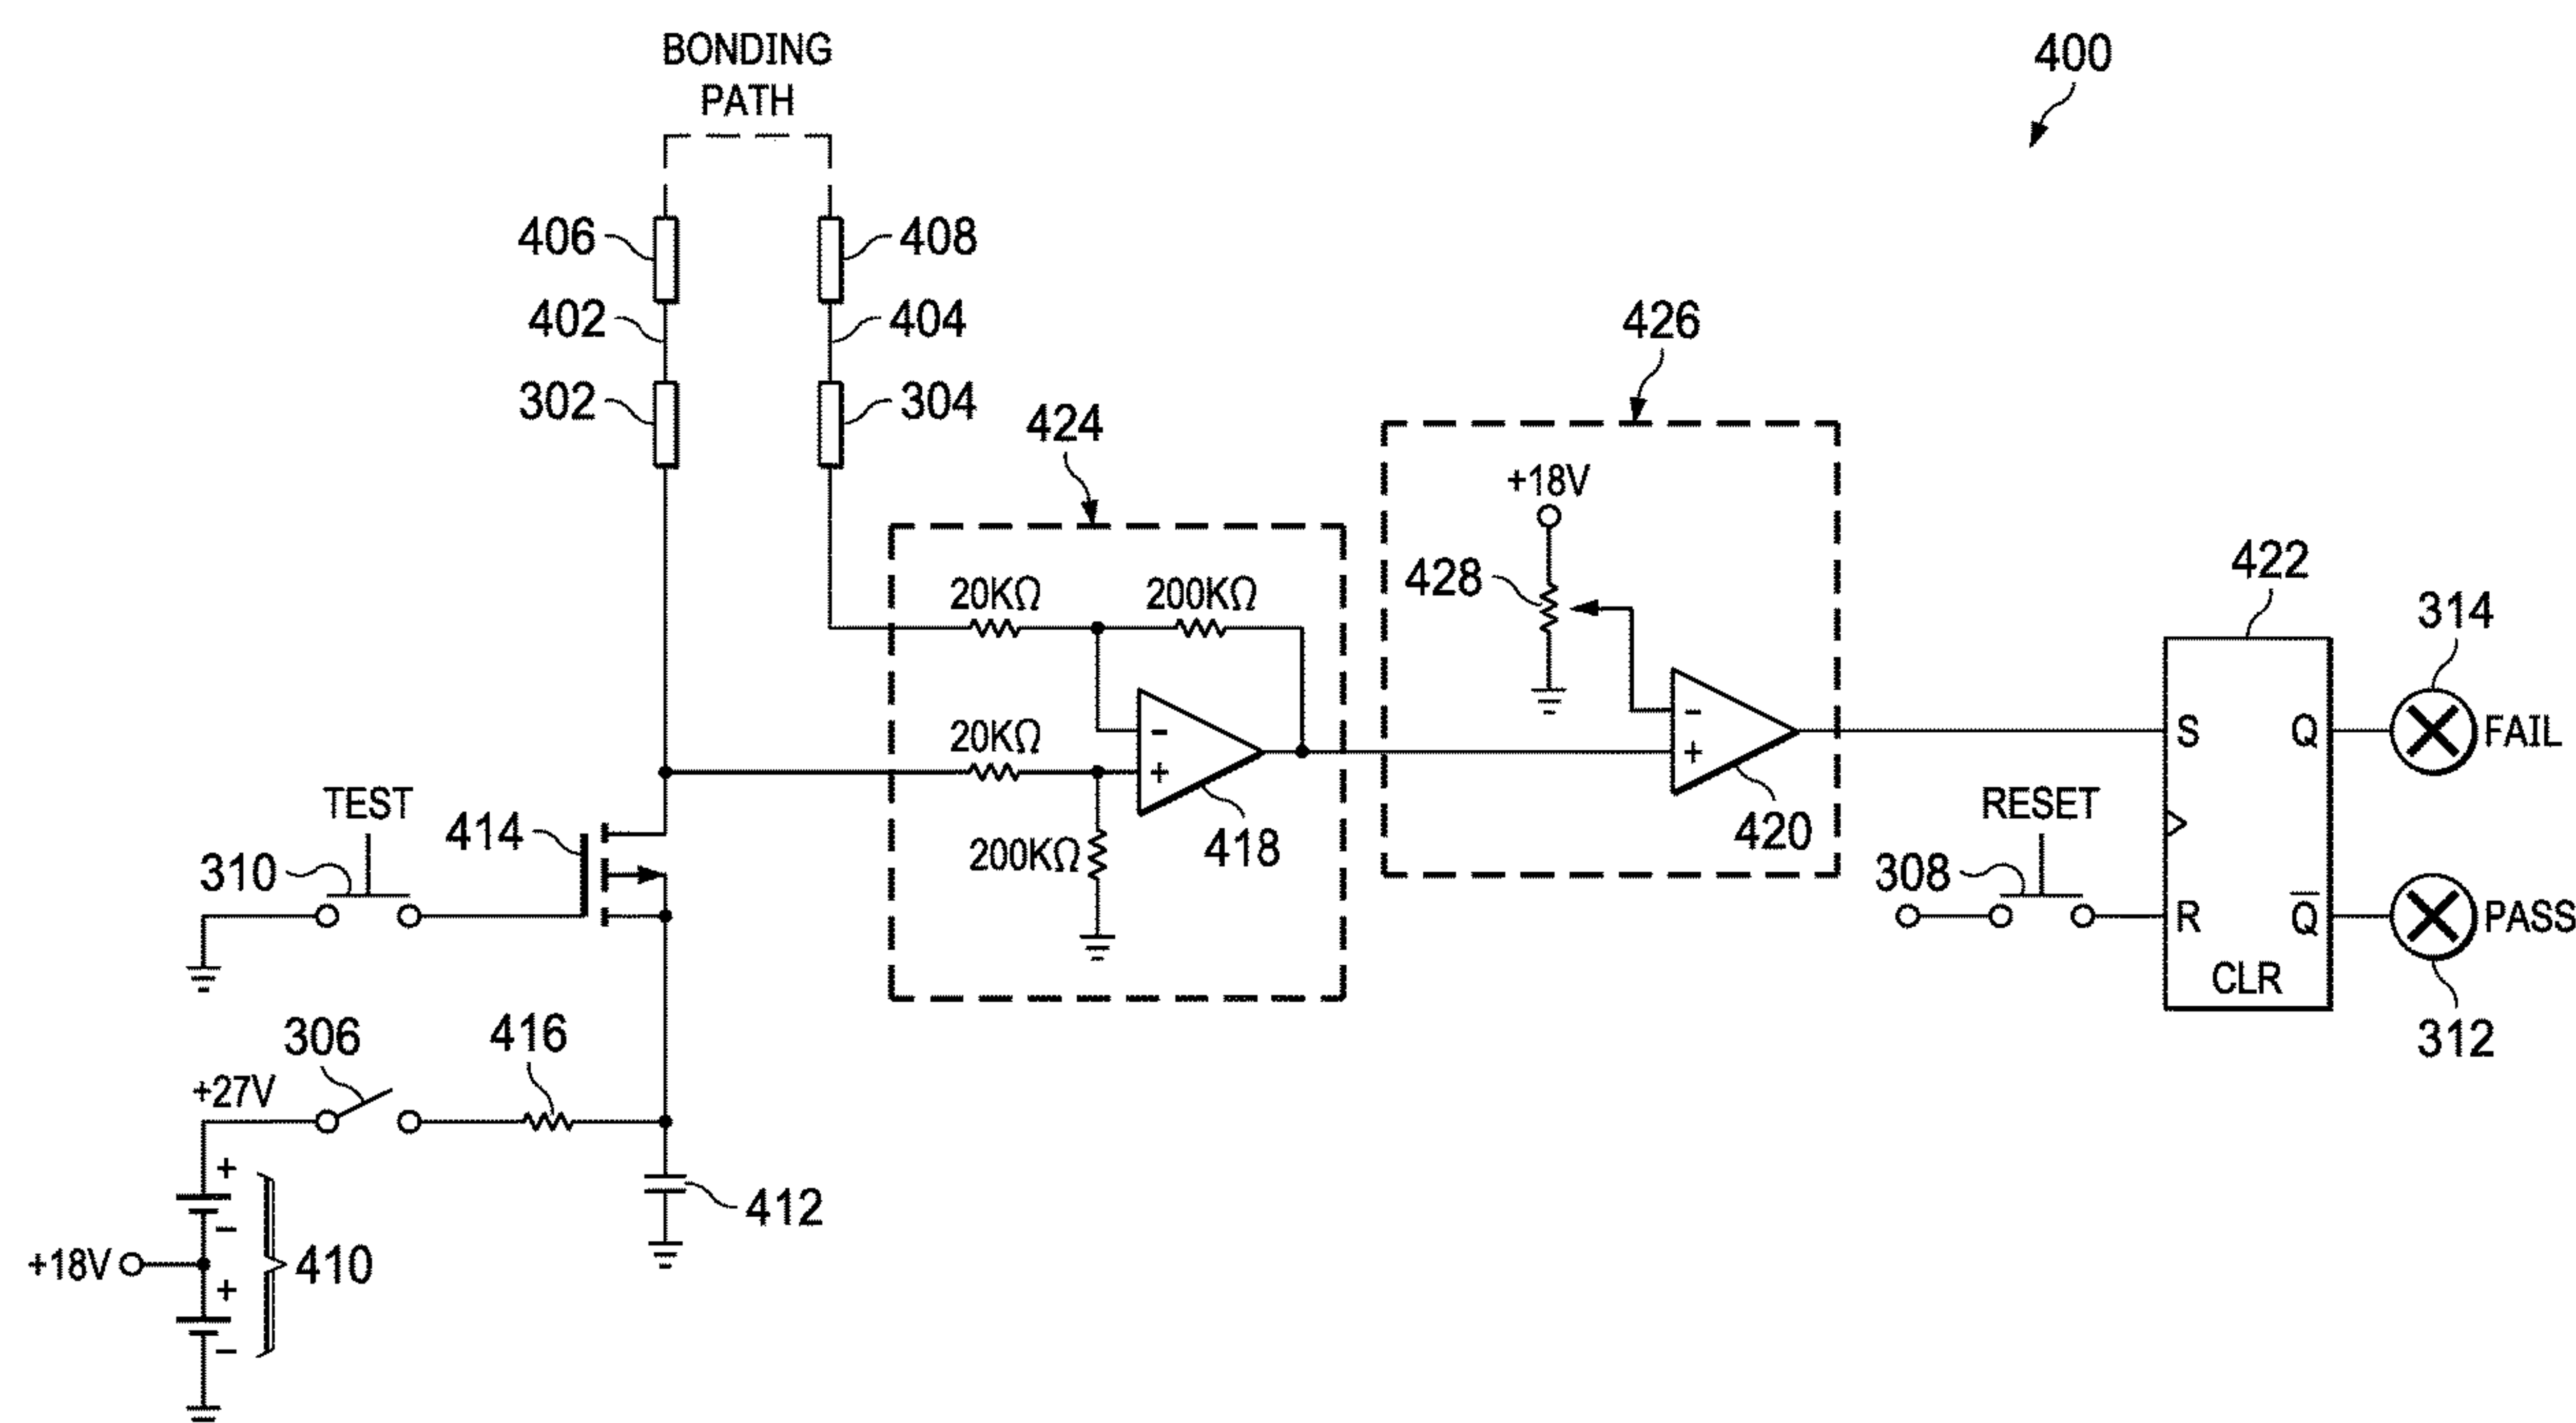 BONDING
PATH
400
406
408
402
404
302
304
426
424
+18V
428
422
20KΩ
200KΩ
314
S
Q
FAIL
20KΩ
-
+
-
+
TEST
414
310
200KΩ
418
420
RESET
308
R
Q̅
PASS
CLR
306
416
312
+27V
+
-
412
+18V
410
+
-